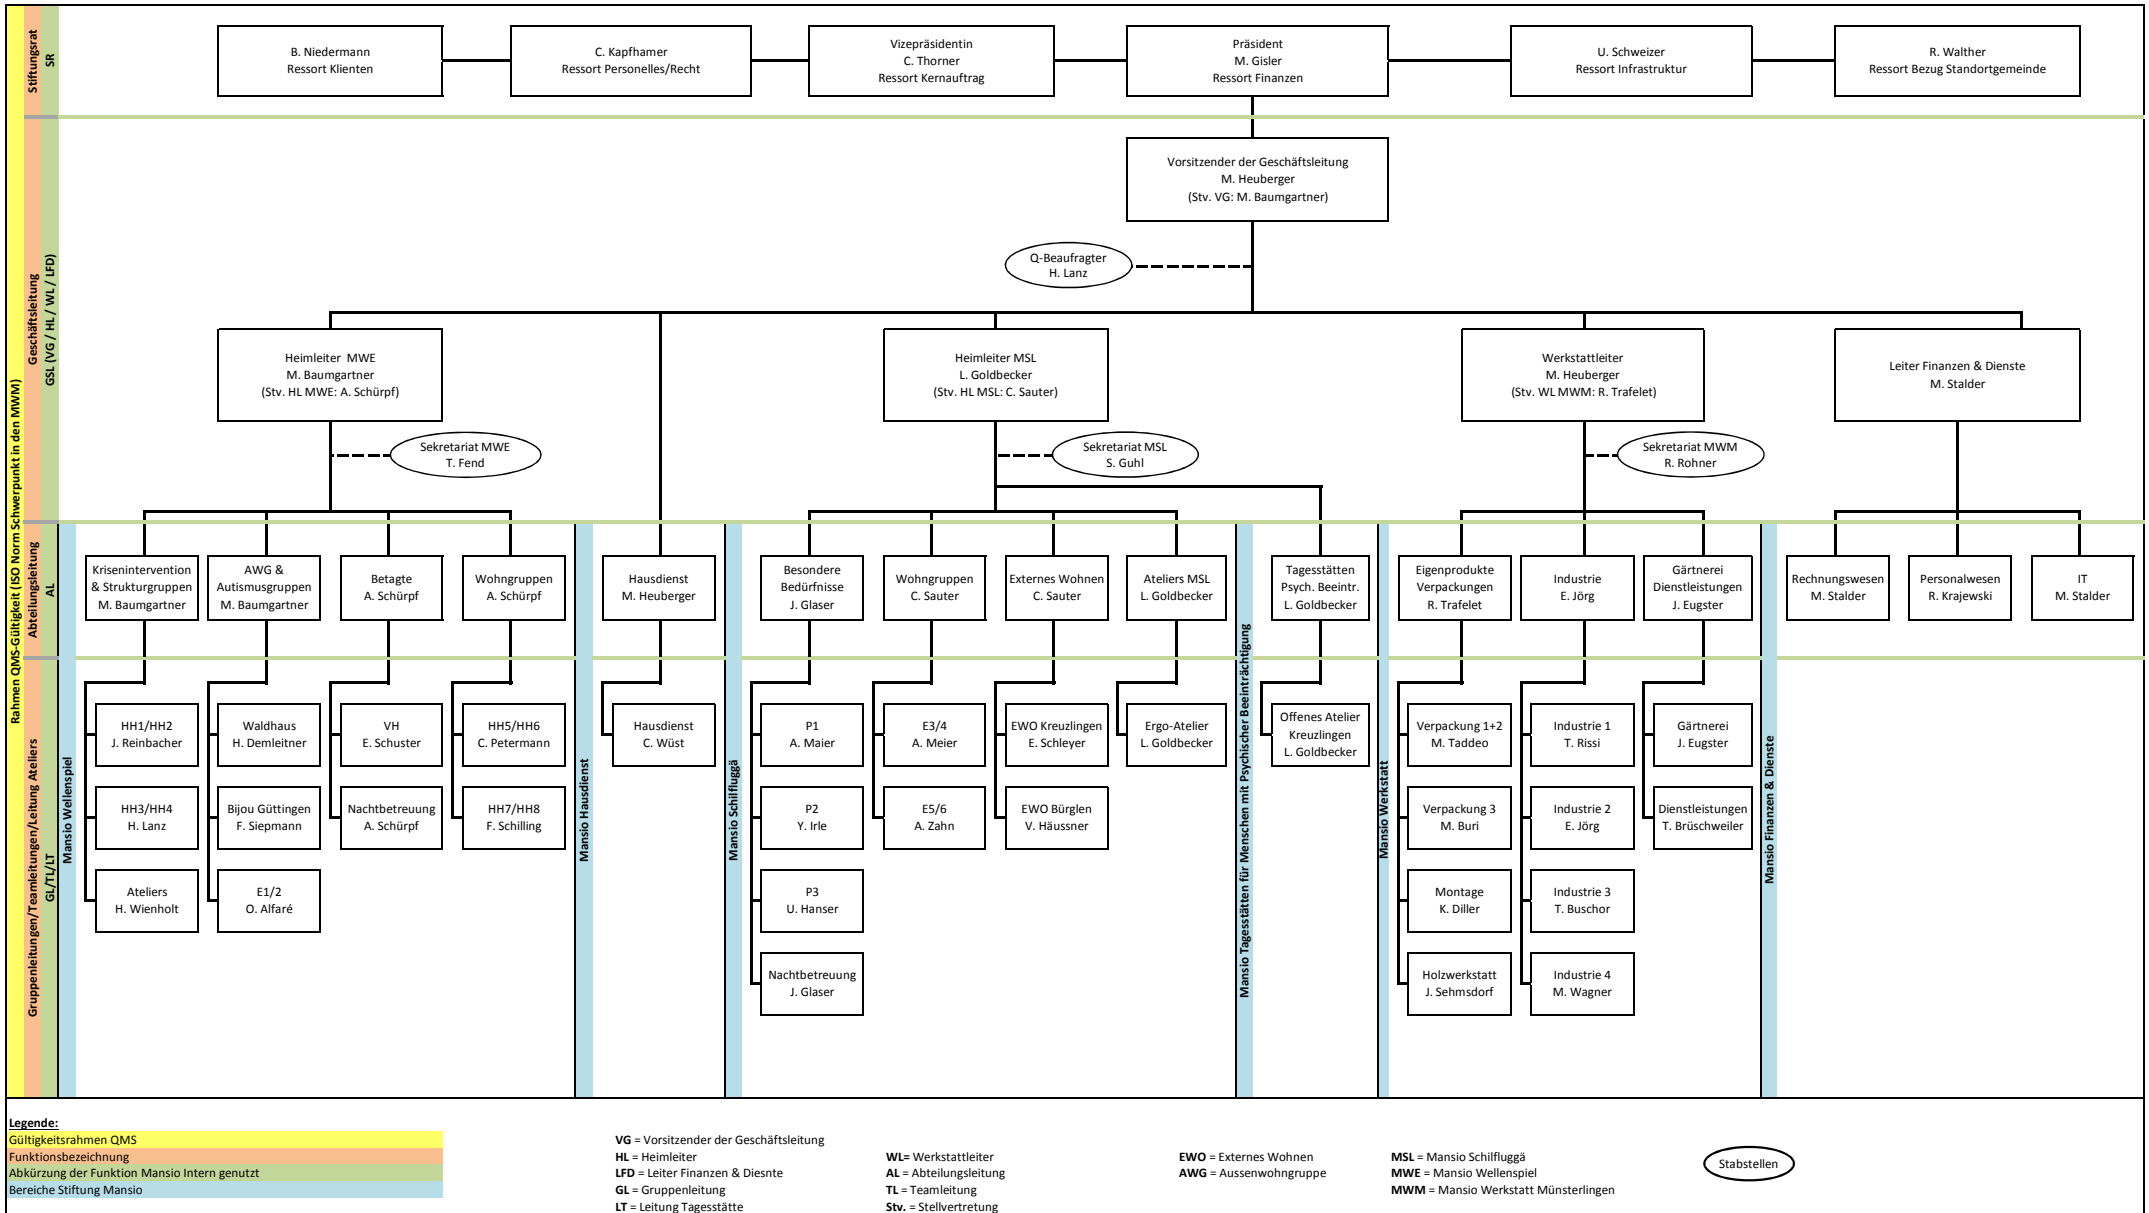 Rahmen QMS-Gültigkeit (ISO Norm Schwerpunkt in den MWM)
Stiftungsrat
SR
B. Niedermann
Ressort Klienten
C. Kapfhamer
Ressort Personelles/Recht
Vizepräsidentin
C. Thorner
Ressort Kernauftrag
Präsident
M. Gisler
Ressort Finanzen
U. Schweizer
Ressort Infrastruktur
R. Walther
Ressort Bezug Standortgemeinde
Geschäftsleitung
GSL (VG / HL / WL / LFD)
Vorsitzender der Geschäftsleitung
M. Heuberger
(Stv. VG: M. Baumgartner)
Q-Beaufragter
H. Lanz
Heimleiter MWE
M. Baumgartner
(Stv. HL MWE: A. Schürpf)
Heimleiter MSL
L. Goldbecker
(Stv. HL MSL: C. Sauter)
Werkstattleiter
M. Heuberger
(Stv. WL MWM: R. Trafelet)
Leiter Finanzen & Dienste
M. Stalder
Sekretariat MWE
T. Fend
Sekretariat MSL
S. Guhl
Sekretariat MWM
R. Rohner
Abteilungsleitung
AL
Krisenintervention
& Strukturgruppen
M. Baumgartner
AWG &
Autismusgruppen
M. Baumgartner
Betagte
A. Schürpf
Wohngruppen
A. Schürpf
Hausdienst
M. Heuberger
Besondere
Bedürfnisse
J. Glaser
Wohngruppen
C. Sauter
Externes Wohnen
C. Sauter
Ateliers MSL
L. Goldbecker
Tagesstätten
Psych. Beeintr.
L. Goldbecker
Eigenprodukte
Verpackungen
R. Trafelet
Industrie
E. Jörg
Gärtnerei
Dienstleistungen
J. Eugster
Rechnungswesen
M. Stalder
Personalwesen
R. Krajewski
IT
M. Stalder
Gruppenleitungen/Teamleitungen/Leitung Ateliers
GL/TL/LT
Mansio Wellenspiel
HH1/HH2
J. Reinbacher
Waldhaus
H. Demleitner
VH
E. Schuster
HH5/HH6
C. Petermann
HH3/HH4
H. Lanz
Bijou Güttingen
F. Siepmann
Nachtbetreuung
A. Schürpf
HH7/HH8
F. Schilling
Ateliers
H. Wienholt
E1/2
O. Alfaré
Mansio Hausdienst
Hausdienst
C. Wüst
Mansio Schilfluggä
P1
A. Maier
E3/4
A. Meier
EWO Kreuzlingen
E. Schleyer
Ergo-Atelier
L. Goldbecker
P2
Y. Irle
E5/6
A. Zahn
EWO Bürglen
V. Häussner
P3
U. Hanser
Nachtbetreuung
J. Glaser
Mansio Tagesstätten für Menschen mit Psychischer Beeinträchtigung
Offenes Atelier
Kreuzlingen
L. Goldbecker
Mansio Werkstatt
Verpackung 1+2
M. Taddeo
Industrie 1
T. Rissi
Gärtnerei
J. Eugster
Verpackung 3
M. Buri
Industrie 2
E. Jörg
Dienstleistungen
T. Brüschweiler
Montage
K. Diller
Industrie 3
T. Buschor
Holzwerkstatt
J. Sehmsdorf
Industrie 4
M. Wagner
Mansio Finanzen & Dienste
Legende:
Gültigkeitsrahmen QMS
Funktionsbezeichnung
Abkürzung der Funktion Mansio Intern genutzt
Bereiche Stiftung Mansio
VG = Vorsitzender der Geschäftsleitung
HL = Heimleiter
LFD = Leiter Finanzen & Diesnte
GL = Gruppenleitung
LT = Leitung Tagesstätte
WL= Werkstattleiter
AL = Abteilungsleitung
TL = Teamleitung
Stv. = Stellvertretung
EWO = Externes Wohnen
AWG = Aussenwohngruppe
MSL = Mansio Schilfluggä
MWE = Mansio Wellenspiel
MWM = Mansio Werkstatt Münsterlingen
Stabstellen